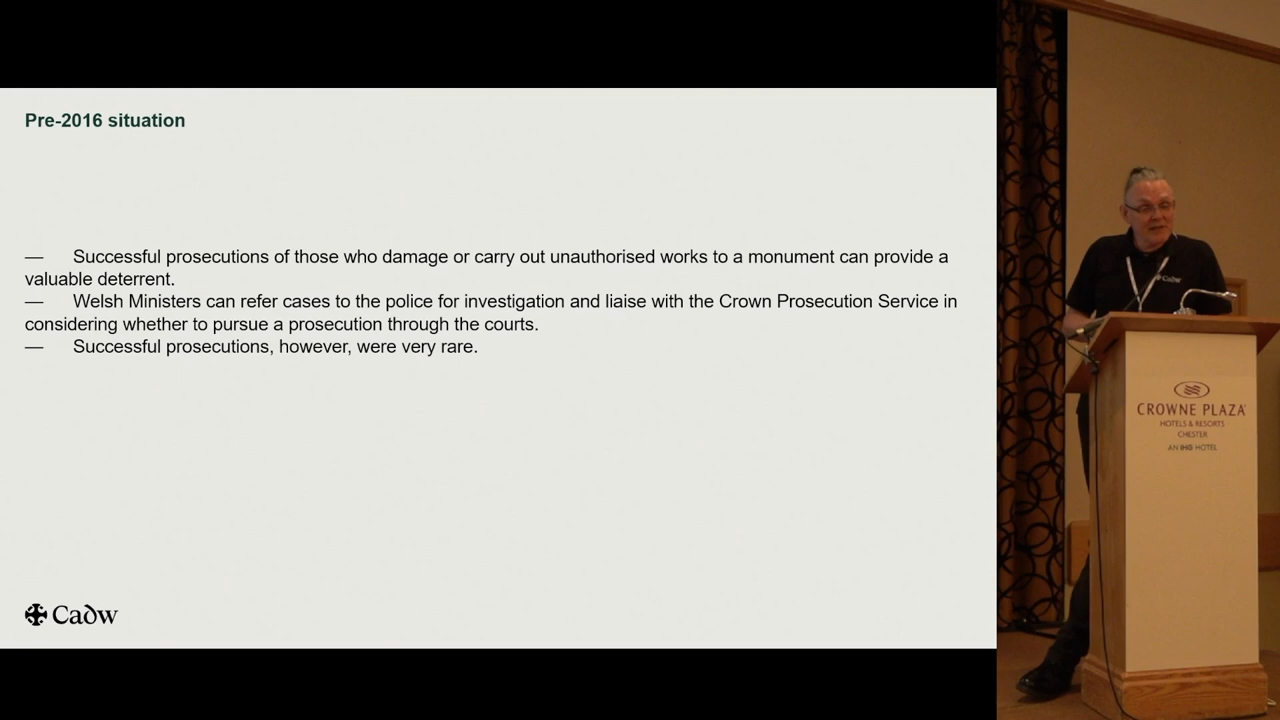 Pre-2016 situation
— Successful prosecutions of those who damage or carry out unauthorised works to a monument can provide a
valuable deterrent.
— Welsh Ministers can refer cases to the police for investigation and liaise with the Crown Prosecution Service in
considering whether to pursue a prosecution through the courts.
— Successful prosecutions, however, were very rare.
Cadw
Cadw
CROWNE PLAZA
HOTELS & RESORTS
CHESTER
AN IHG HOTEL